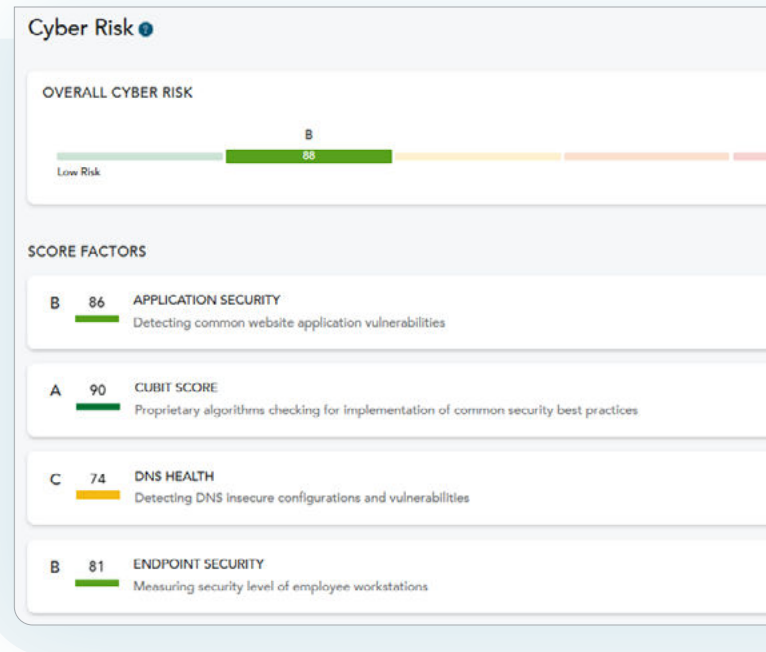 Cyber Risk ?
OVERALL CYBER RISK
B
88
Low Risk
SCORE FACTORS
B 86 APPLICATION SECURITY
Detecting common website application vulnerabilities
A 90 CUBIT SCORE
Proprietary algorithms checking for implementation of common security best practices
C 74 DNS HEALTH
Detecting DNS insecure configurations and vulnerabilities
B 81 ENDPOINT SECURITY
Measuring security level of employee workstations